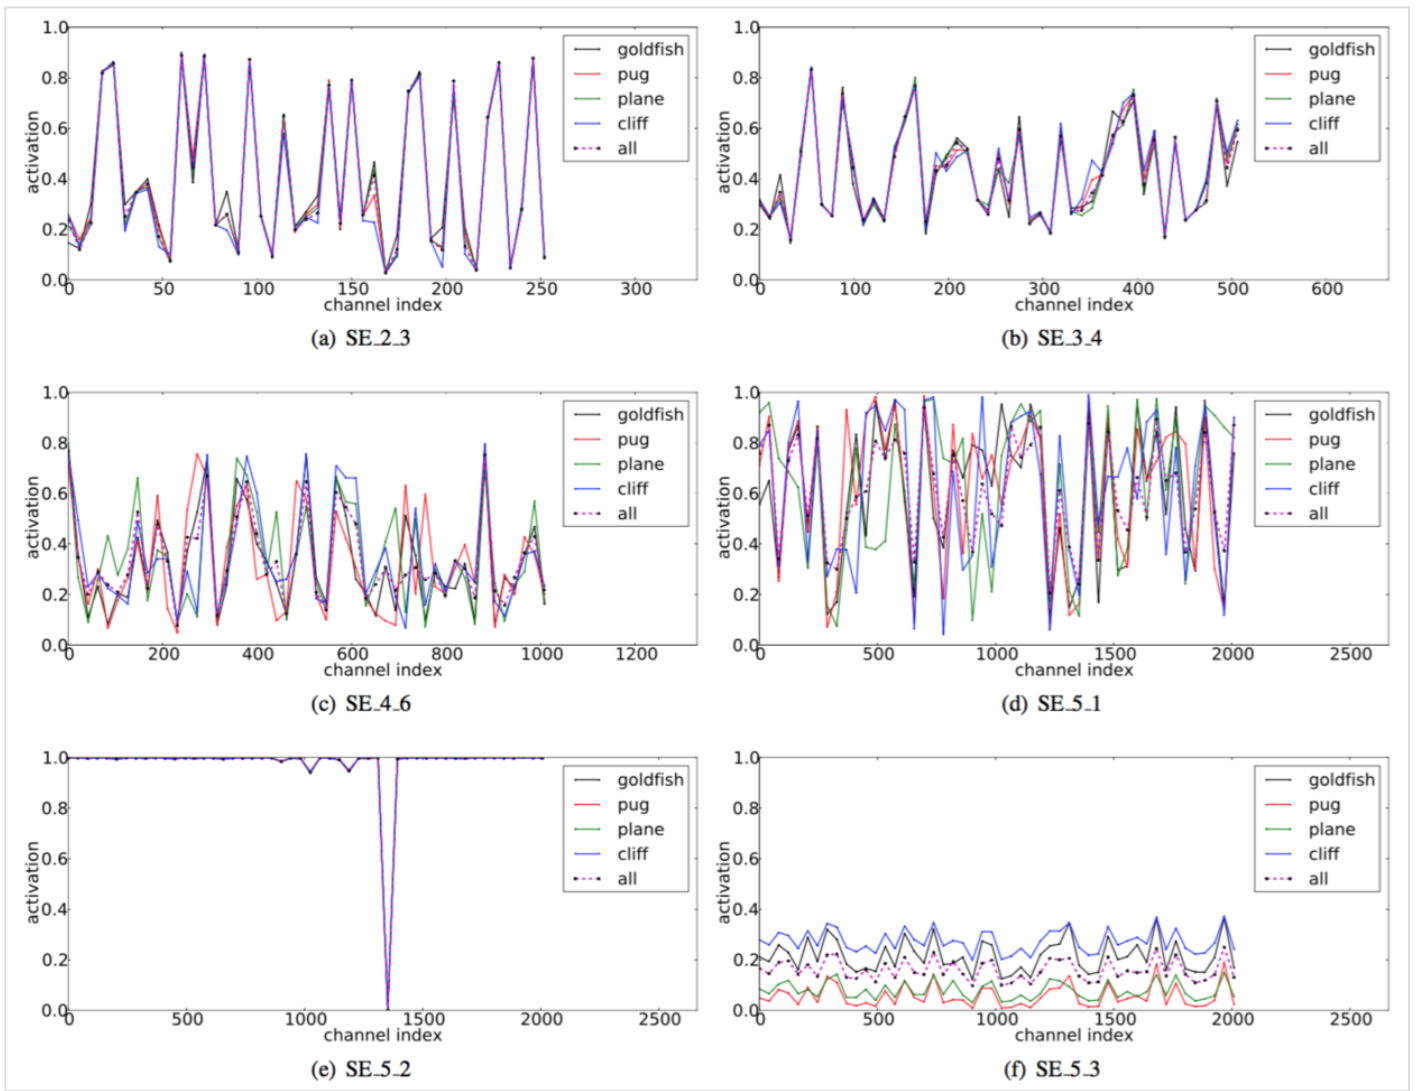 1.0
0.8
0.6
0.4
0.2
0.0
activation
0 50 100 150 200 250 300
channel index
goldfish
pug
plane
cliff
all
(a) SE_2_3
1.0
0.8
0.6
0.4
0.2
0.0
activation
0 100 200 300 400 500 600
channel index
goldfish
pug
plane
cliff
all
(b) SE_3_4
1.0
0.8
0.6
0.4
0.2
0.0
activation
0 200 400 600 800 1000 1200
channel index
goldfish
pug
plane
cliff
all
(c) SE_4_6
1.0
0.8
0.6
0.4
0.2
0.0
activation
0 500 1000 1500 2000 2500
channel index
goldfish
pug
plane
cliff
all
(d) SE_5_1
1.0
0.8
0.6
0.4
0.2
0.0
activation
0 500 1000 1500 2000 2500
channel index
goldfish
pug
plane
cliff
all
(e) SE_5_2
1.0
0.8
0.6
0.4
0.2
0.0
activation
0 500 1000 1500 2000 2500
channel index
goldfish
pug
plane
cliff
all
(f) SE_5_3